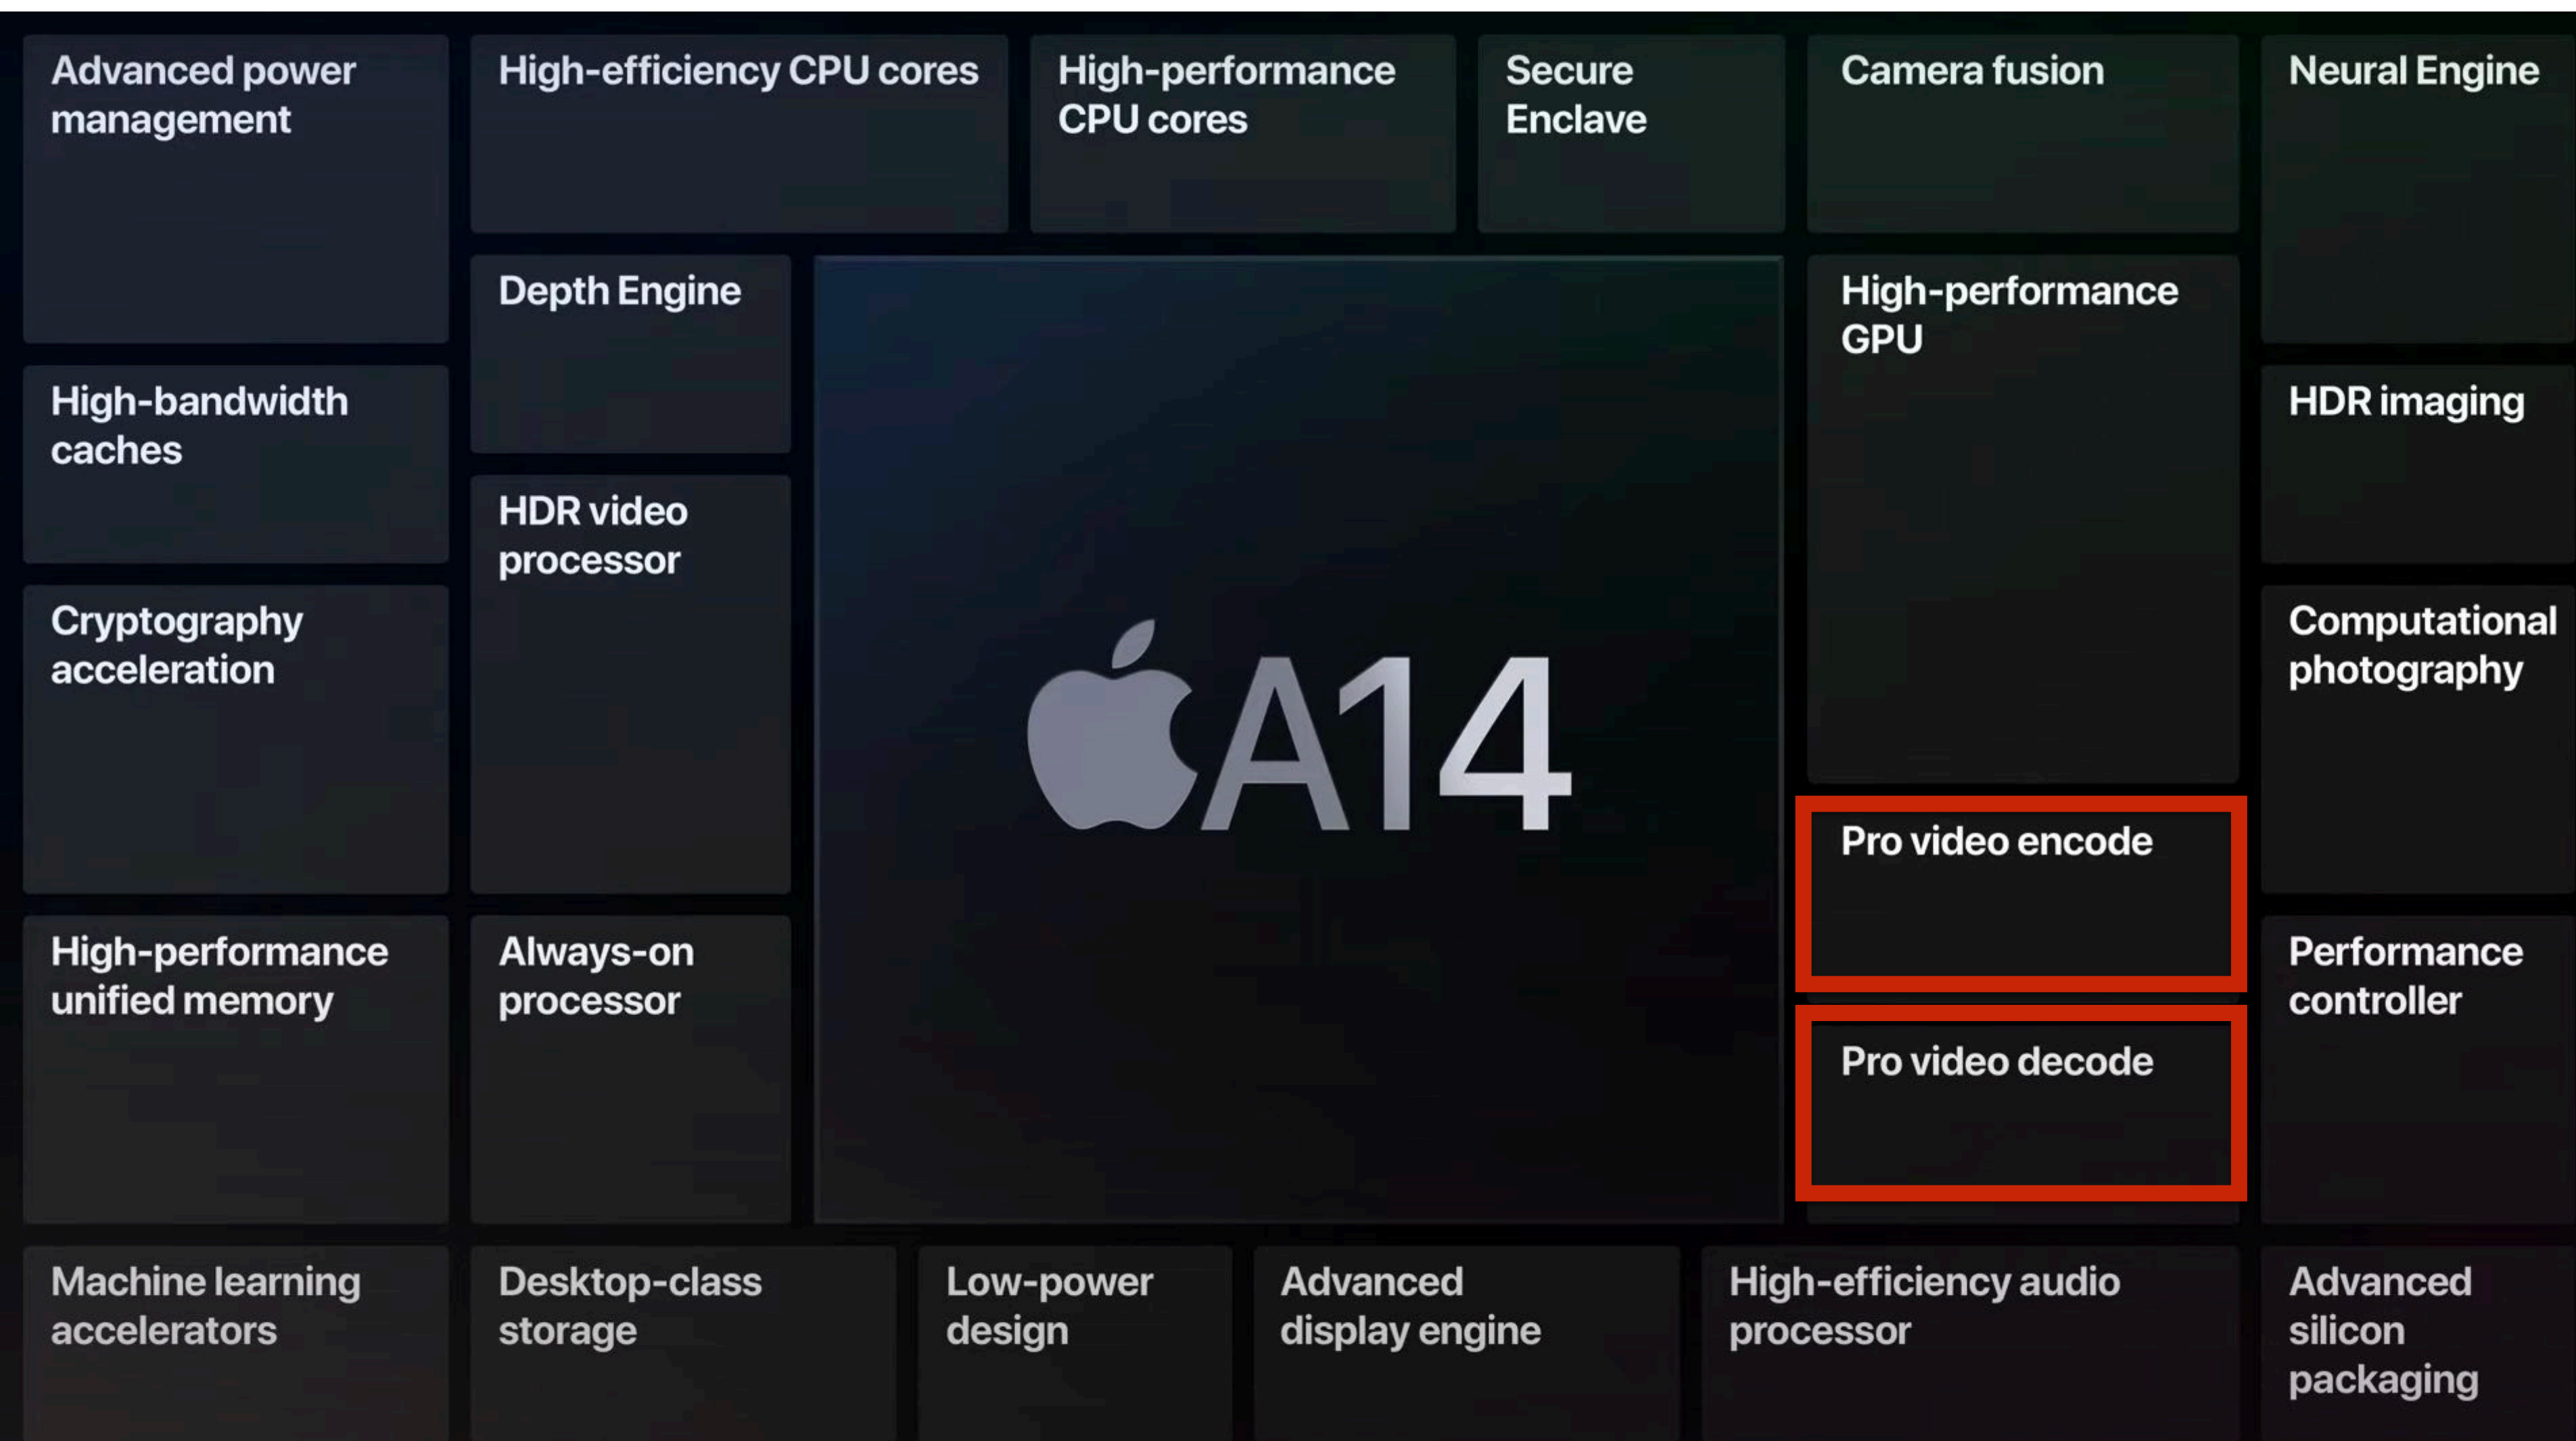 Advanced power
management
High-efficiency CPU cores
High-performance
CPU cores
Secure
Enclave
Camera fusion
Neural Engine
Depth Engine
High-performance
GPU
High-bandwidth
caches
HDR imaging
HDR video
processor
Cryptography
acceleration
Computational
photography
A14
Pro video encode
High-performance
unified memory
Always-on
processor
Performance
controller
Pro video decode
Machine learning
accelerators
Desktop-class
storage
Low-power
design
Advanced
display engine
High-efficiency audio
processor
Advanced
silicon
packaging